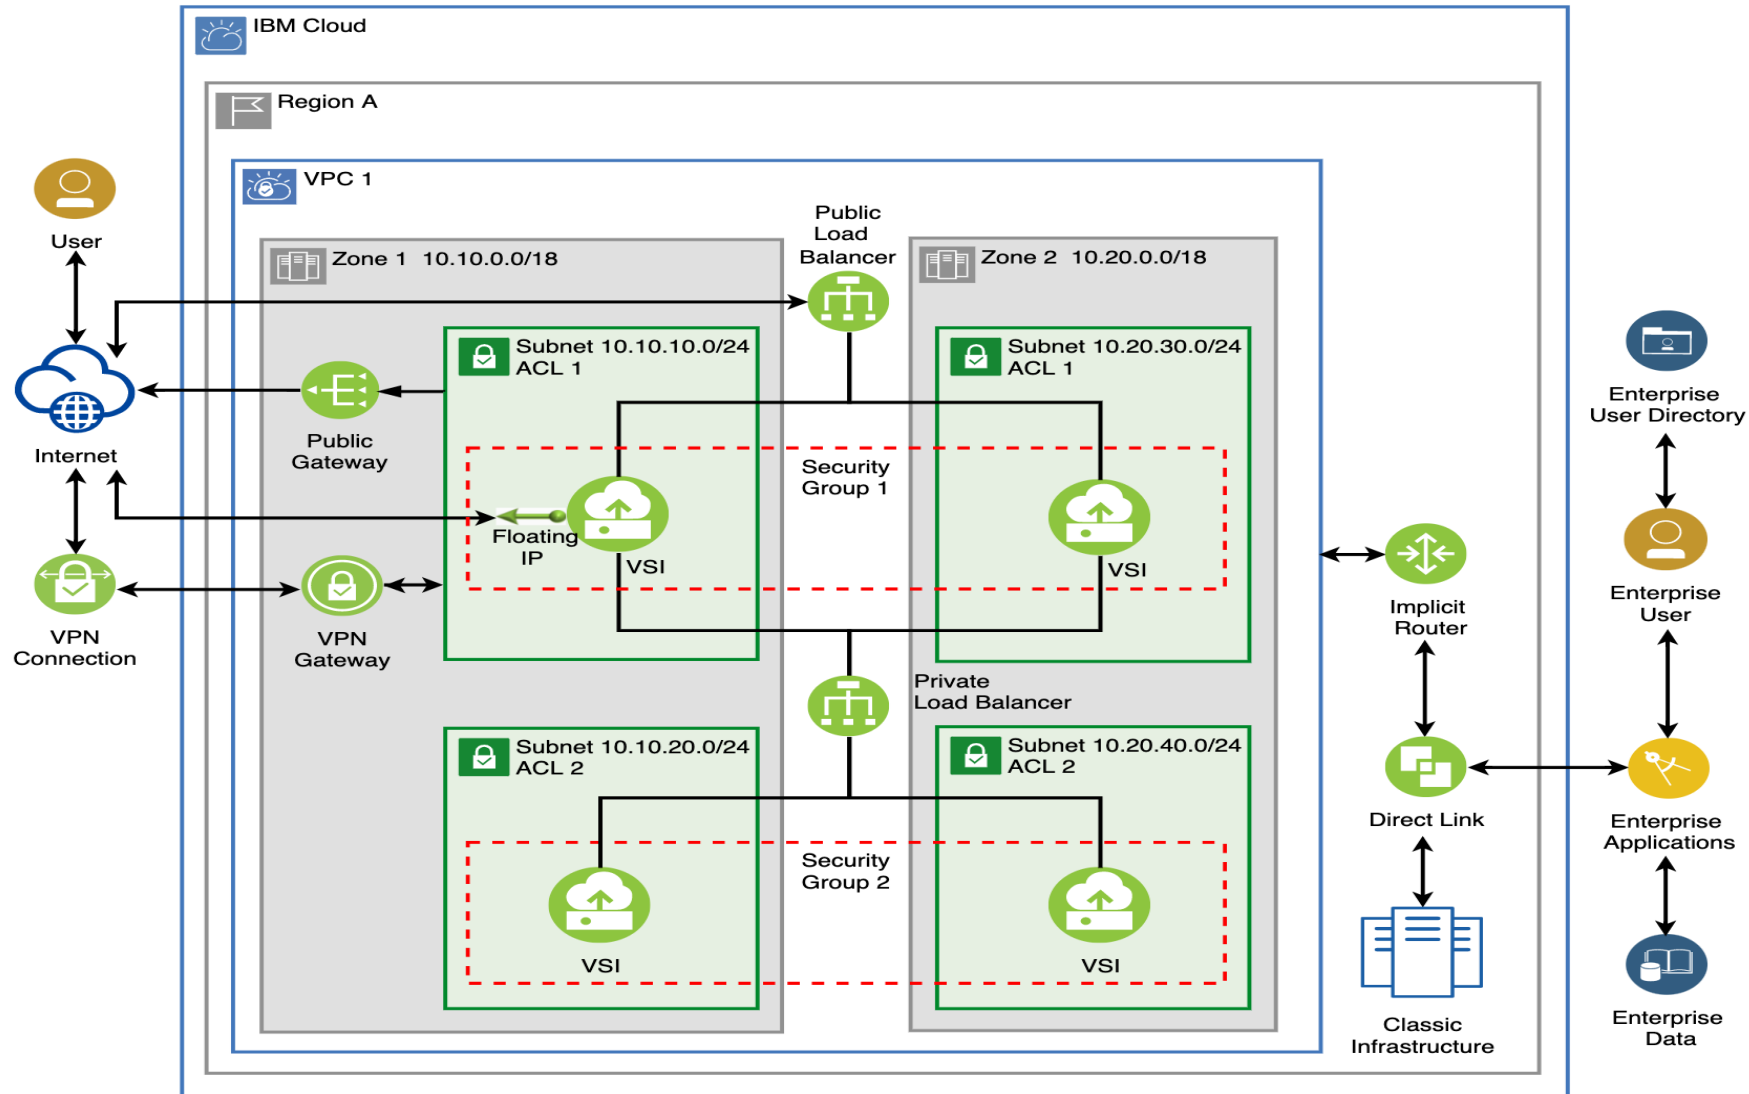 IBM Cloud
Region A
VPC 1
User
Internet
VPN
Connection
Zone 1  10.10.0.0/18
Public
Load
Balancer
Zone 2  10.20.0.0/18
Subnet 10.10.10.0/24
ACL 1
Subnet 10.20.30.0/24
ACL 1
Public
Gateway
Security
Group 1
Floating
IP
VSI
VSI
VPN
Gateway
Private
Load Balancer
Subnet 10.10.20.0/24
ACL 2
Subnet 10.20.40.0/24
ACL 2
Security
Group 2
VSI
VSI
Implicit
Router
Direct Link
Classic
Infrastructure
Enterprise
User Directory
Enterprise
User
Enterprise
Applications
Enterprise
Data